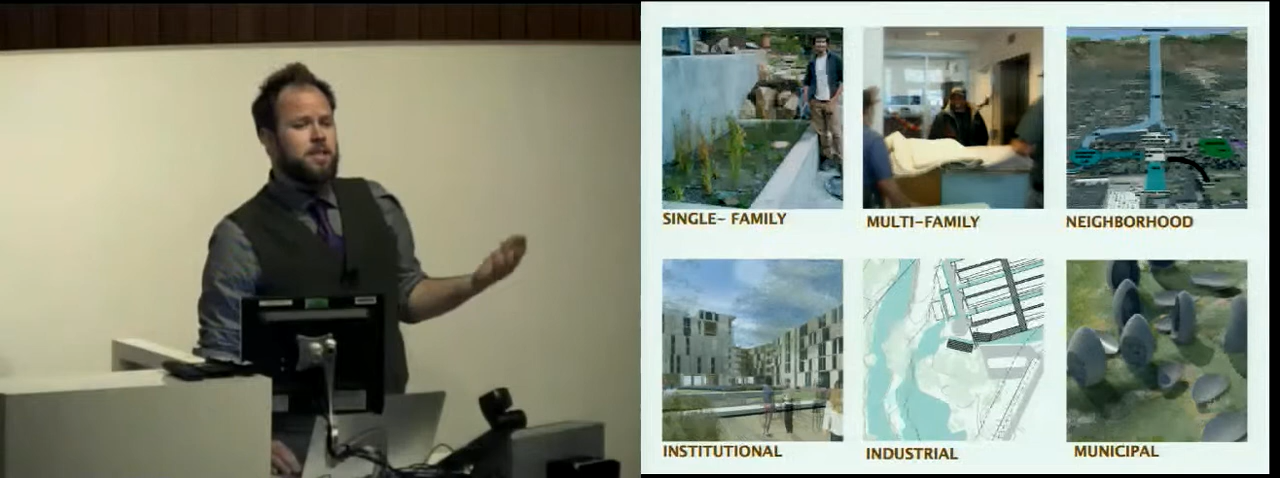 SINGLE- FAMILY
MULTI-FAMILY
NEIGHBORHOOD
INSTITUTIONAL
INDUSTRIAL
MUNICIPAL